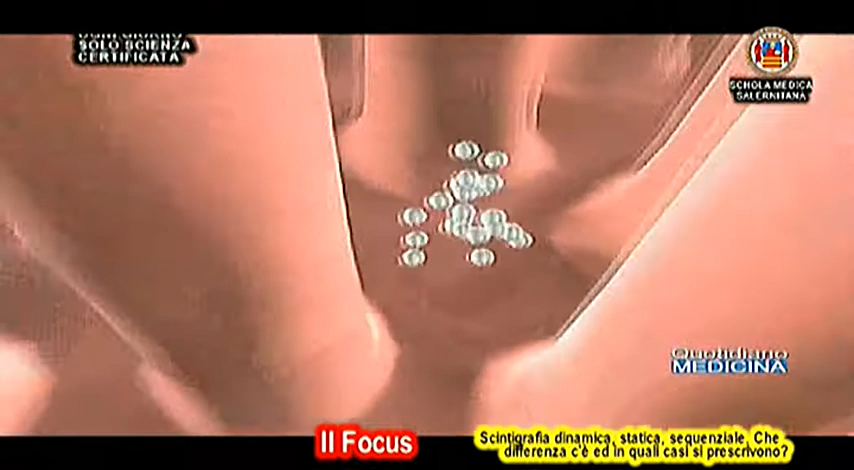 SOLO SCIENZA
CERTIFICATA
SCHOLA MEDICA
SALERNITANA
Quotidiano
MEDICINA
Il Focus
Scintigrafia dinamica, statica, sequenziale. Che
differenza c'è ed in quali casi si prescrivono?